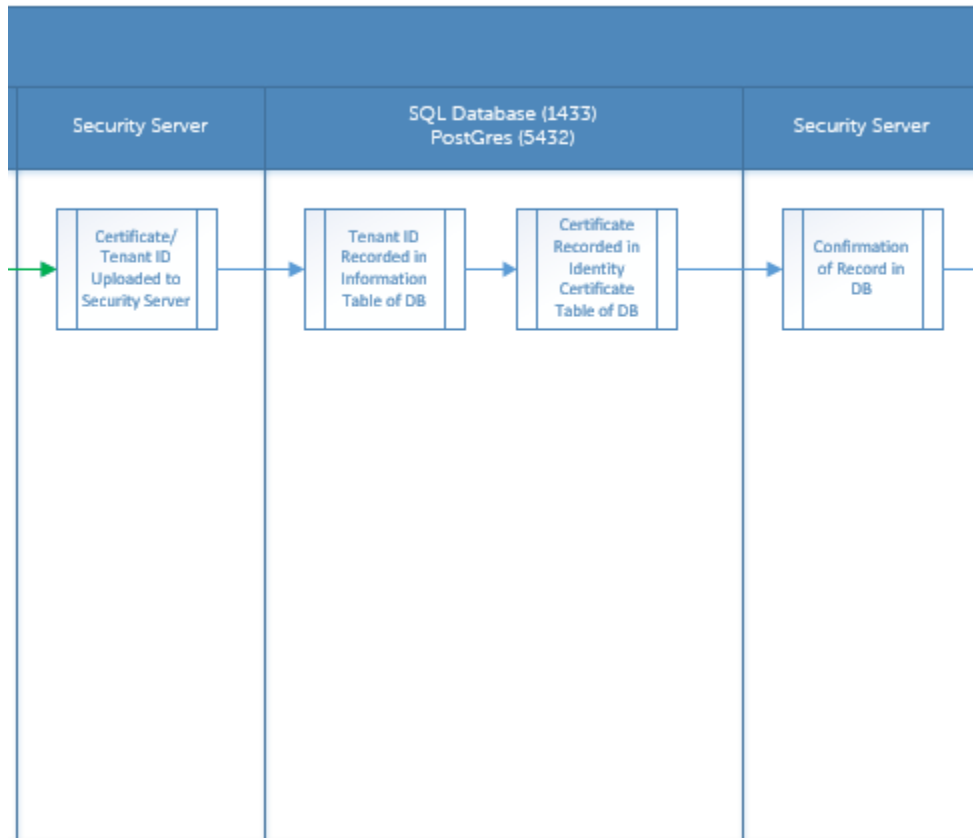 Security Server
SQL Database (1433)
PostGres (5432)
Security Server
Certificate/
Tenant ID
Uploaded to
Security Server
Tenant ID
Recorded in
Information
Table of DB
Certificate
Recorded in
Identity
Certificate
Table of DB
Confirmation
of Record in
DB